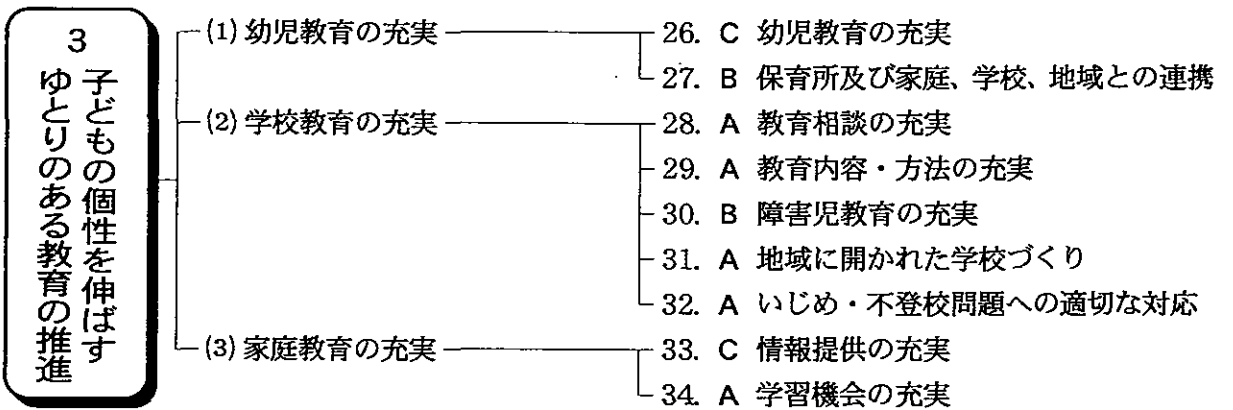 3
子どもの個性を伸ばす
ゆとりのある教育の推進
(1) 幼児教育の充実
26. C 幼児教育の充実
27. B 保育所及び家庭、学校、地域との連携
(2) 学校教育の充実
28. A 教育相談の充実
29. A 教育内容・方法の充実
30. B 障害児教育の充実
31. A 地域に開かれた学校づくり
32. A いじめ・不登校問題への適切な対応
(3) 家庭教育の充実
33. C 情報提供の充実
34. A 学習機会の充実